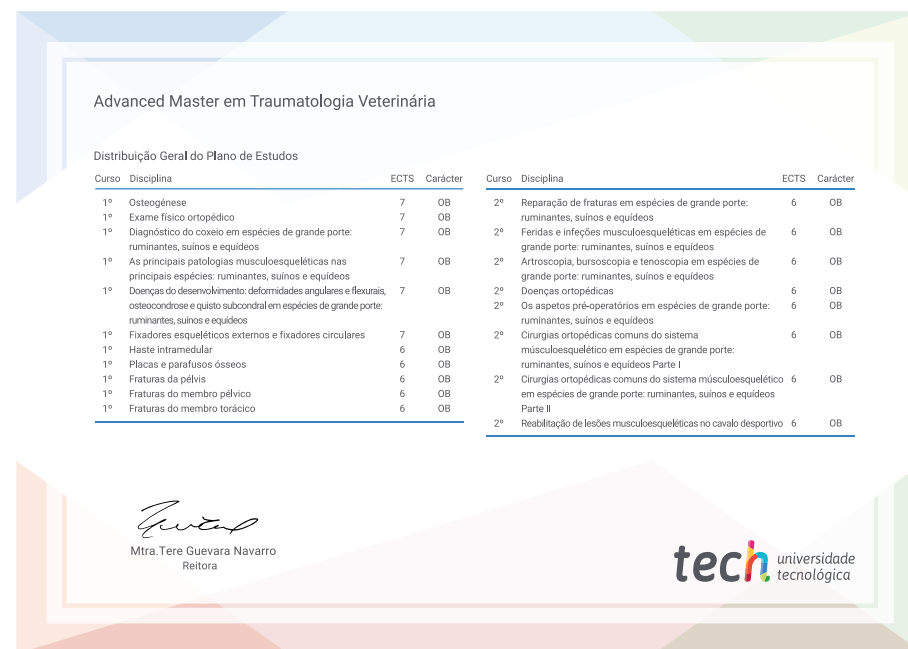 Advanced Master em Traumatologia Veterinária
Distribuição Geral do Plano de Estudos
Curso Disciplina ECTS Carácter
1º Osteogénese 7 OB
1º Exame físico ortopédico 7 OB
1º Diagnóstico do coxeio em espécies de grande porte: 7 OB
ruminantes, suínos e equídeos
1º As principais patologias musculoesqueléticas nas 7 OB
principais espécies: ruminantes, suínos e equídeos
1º Doenças do desenvolvimento: deformidades angulares e flexurais, 7 OB
osteocondrose e quisto subcondral em espécies de grande porte:
ruminantes, suínos e equídeos
1º Fixadores esqueléticos externos e fixadores circulares 7 OB
1º Haste intramedular 6 OB
1º Placas e parafusos ósseos 6 OB
1º Fraturas da pélvis 6 OB
1º Fraturas do membro pélvico 6 OB
1º Fraturas do membro torácico 6 OB
Curso Disciplina ECTS Carácter
2º Reparação de fraturas em espécies de grande porte: 6 OB
ruminantes, suínos e equídeos
2º Feridas e infeções musculoesqueléticas em espécies de 6 OB
grande porte: ruminantes, suínos e equídeos
2º Artroscopia, bursoscopia e tenoscopia em espécies de 6 OB
grande porte: ruminantes, suínos e equídeos
2º Doenças ortopédicas 6 OB
2º Os aspetos pré-operatórios em espécies de grande porte: 6 OB
ruminantes, suínos e equídeos
2º Cirurgias ortopédicas comuns do sistema 6 OB
músculoesquelético em espécies de grande porte:
ruminantes, suínos e equídeos Parte I
2º Cirurgias ortopédicas comuns do sistema músculoesquelético 6 OB
em espécies de grande porte: ruminantes, suínos e equídeos
Parte II
2º Reabilitação de lesões musculoesqueléticas no cavalo desportivo 6 OB
Mtra.Tere Guevara Navarro
Reitora
tech universidade
tecnológica